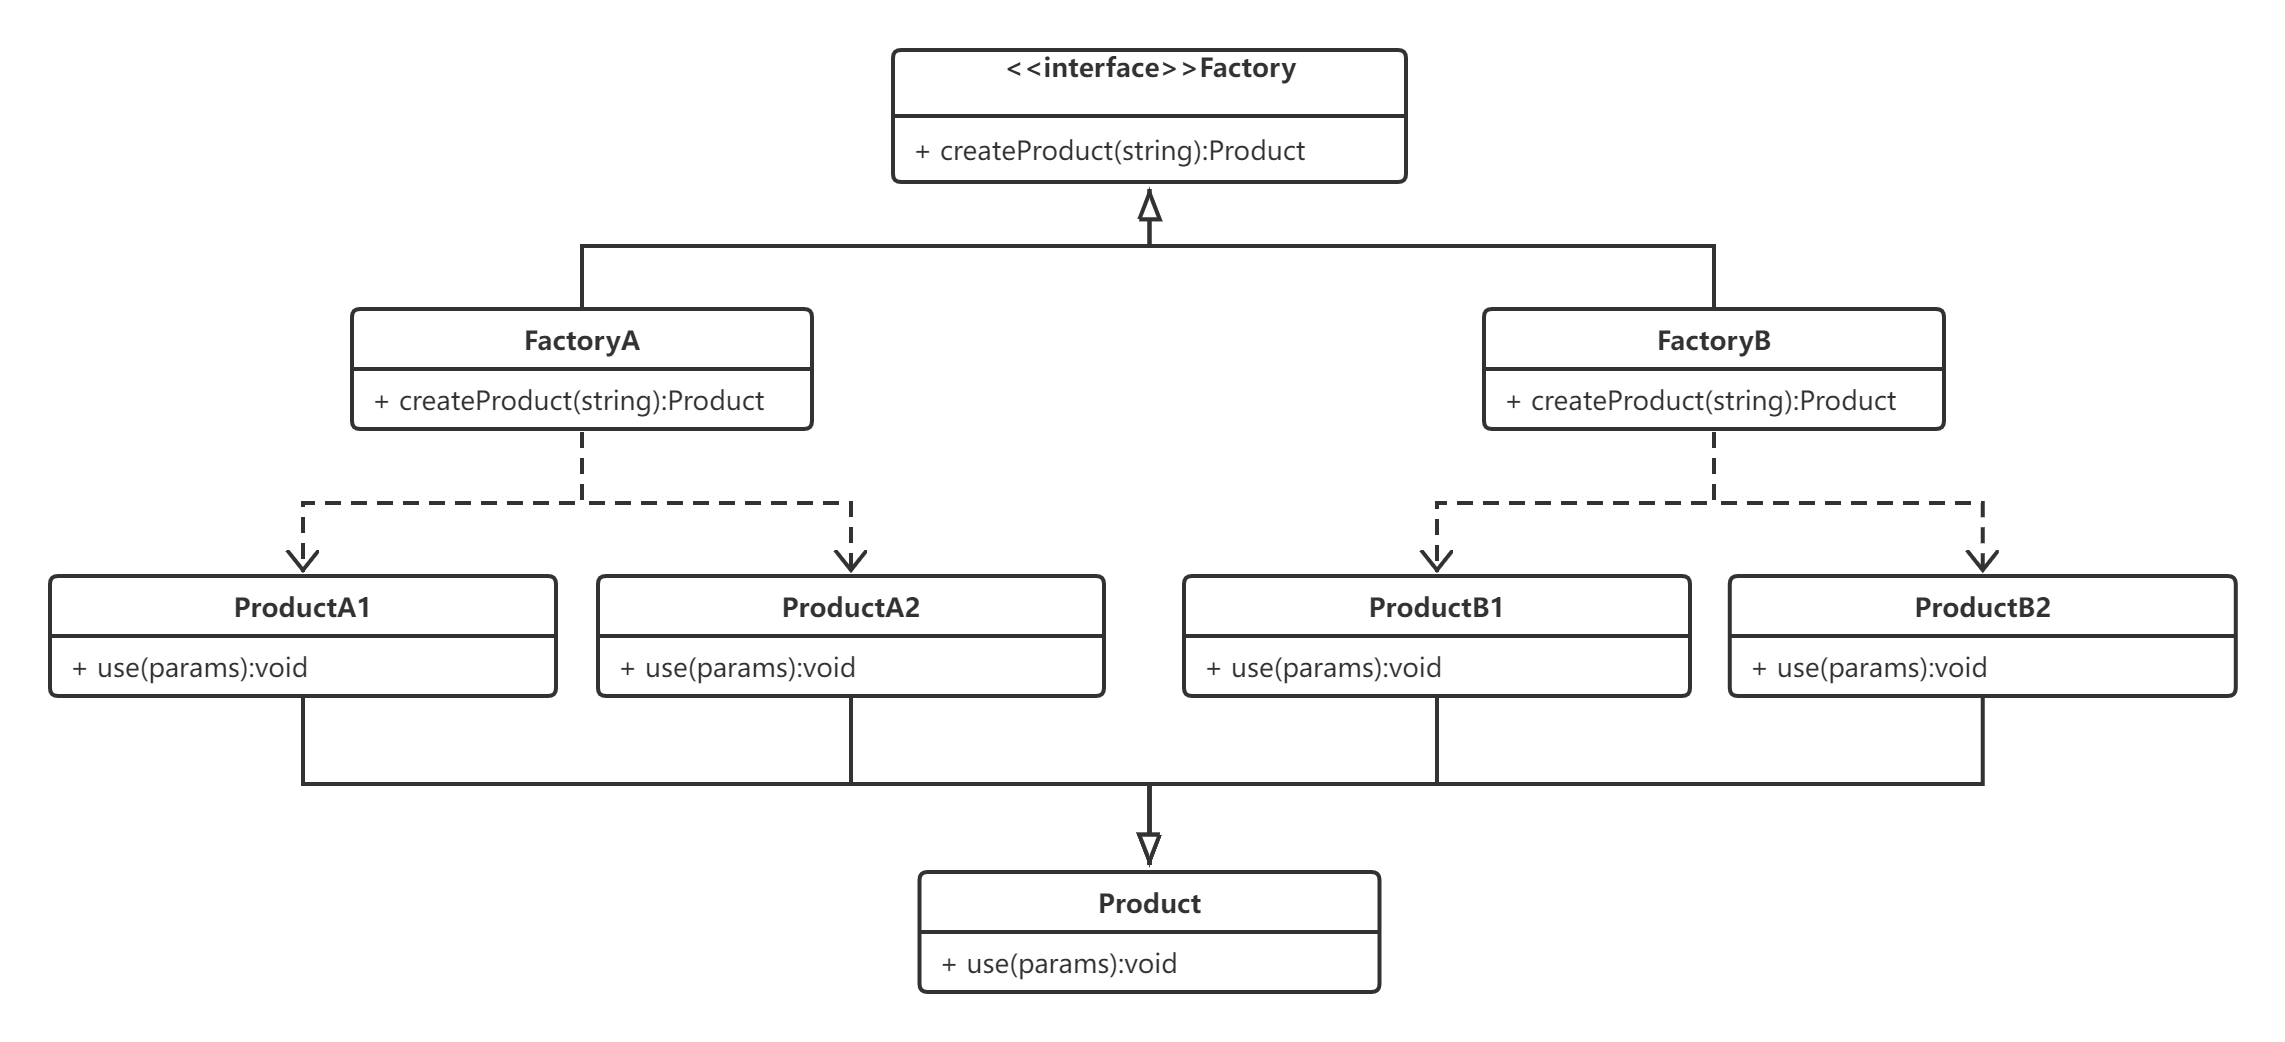 <<interface>>Factory
+ createProduct(string):Product
FactoryA
+ createProduct(string):Product
FactoryB
+ createProduct(string):Product
ProductA1
+ use(params):void
ProductA2
+ use(params):void
ProductB1
+ use(params):void
ProductB2
+ use(params):void
Product
+ use(params):void